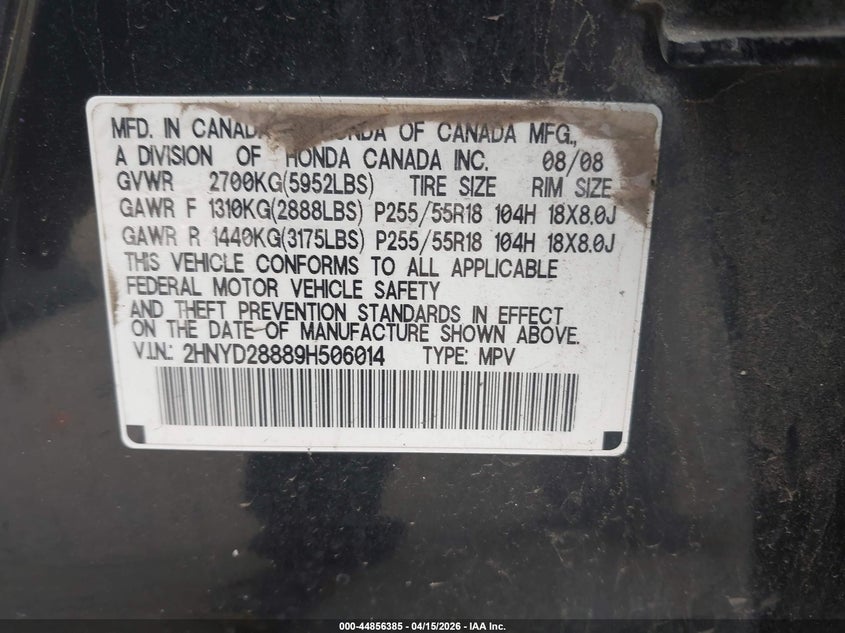 MFD. IN CANADA HONDA OF CANADA MFG.,
A DIVISION OF HONDA CANADA INC. 08/08
GVWR 2700KG(5952LBS) TIRE SIZE RIM SIZE
GAWR F 1310KG(2888LBS) P255/55R18 104H 18X8.0J
GAWR R 1440KG(3175LBS) P255/55R18 104H 18X8.0J
THIS VEHICLE CONFORMS TO ALL APPLICABLE
FEDERAL MOTOR VEHICLE SAFETY
AND THEFT PREVENTION STANDARDS IN EFFECT
ON THE DATE OF MANUFACTURE SHOWN ABOVE.
V.I.N.: 2HNYD28889H506014 TYPE: MPV
000-44856385 - 04/15/2026 - IAA Inc.